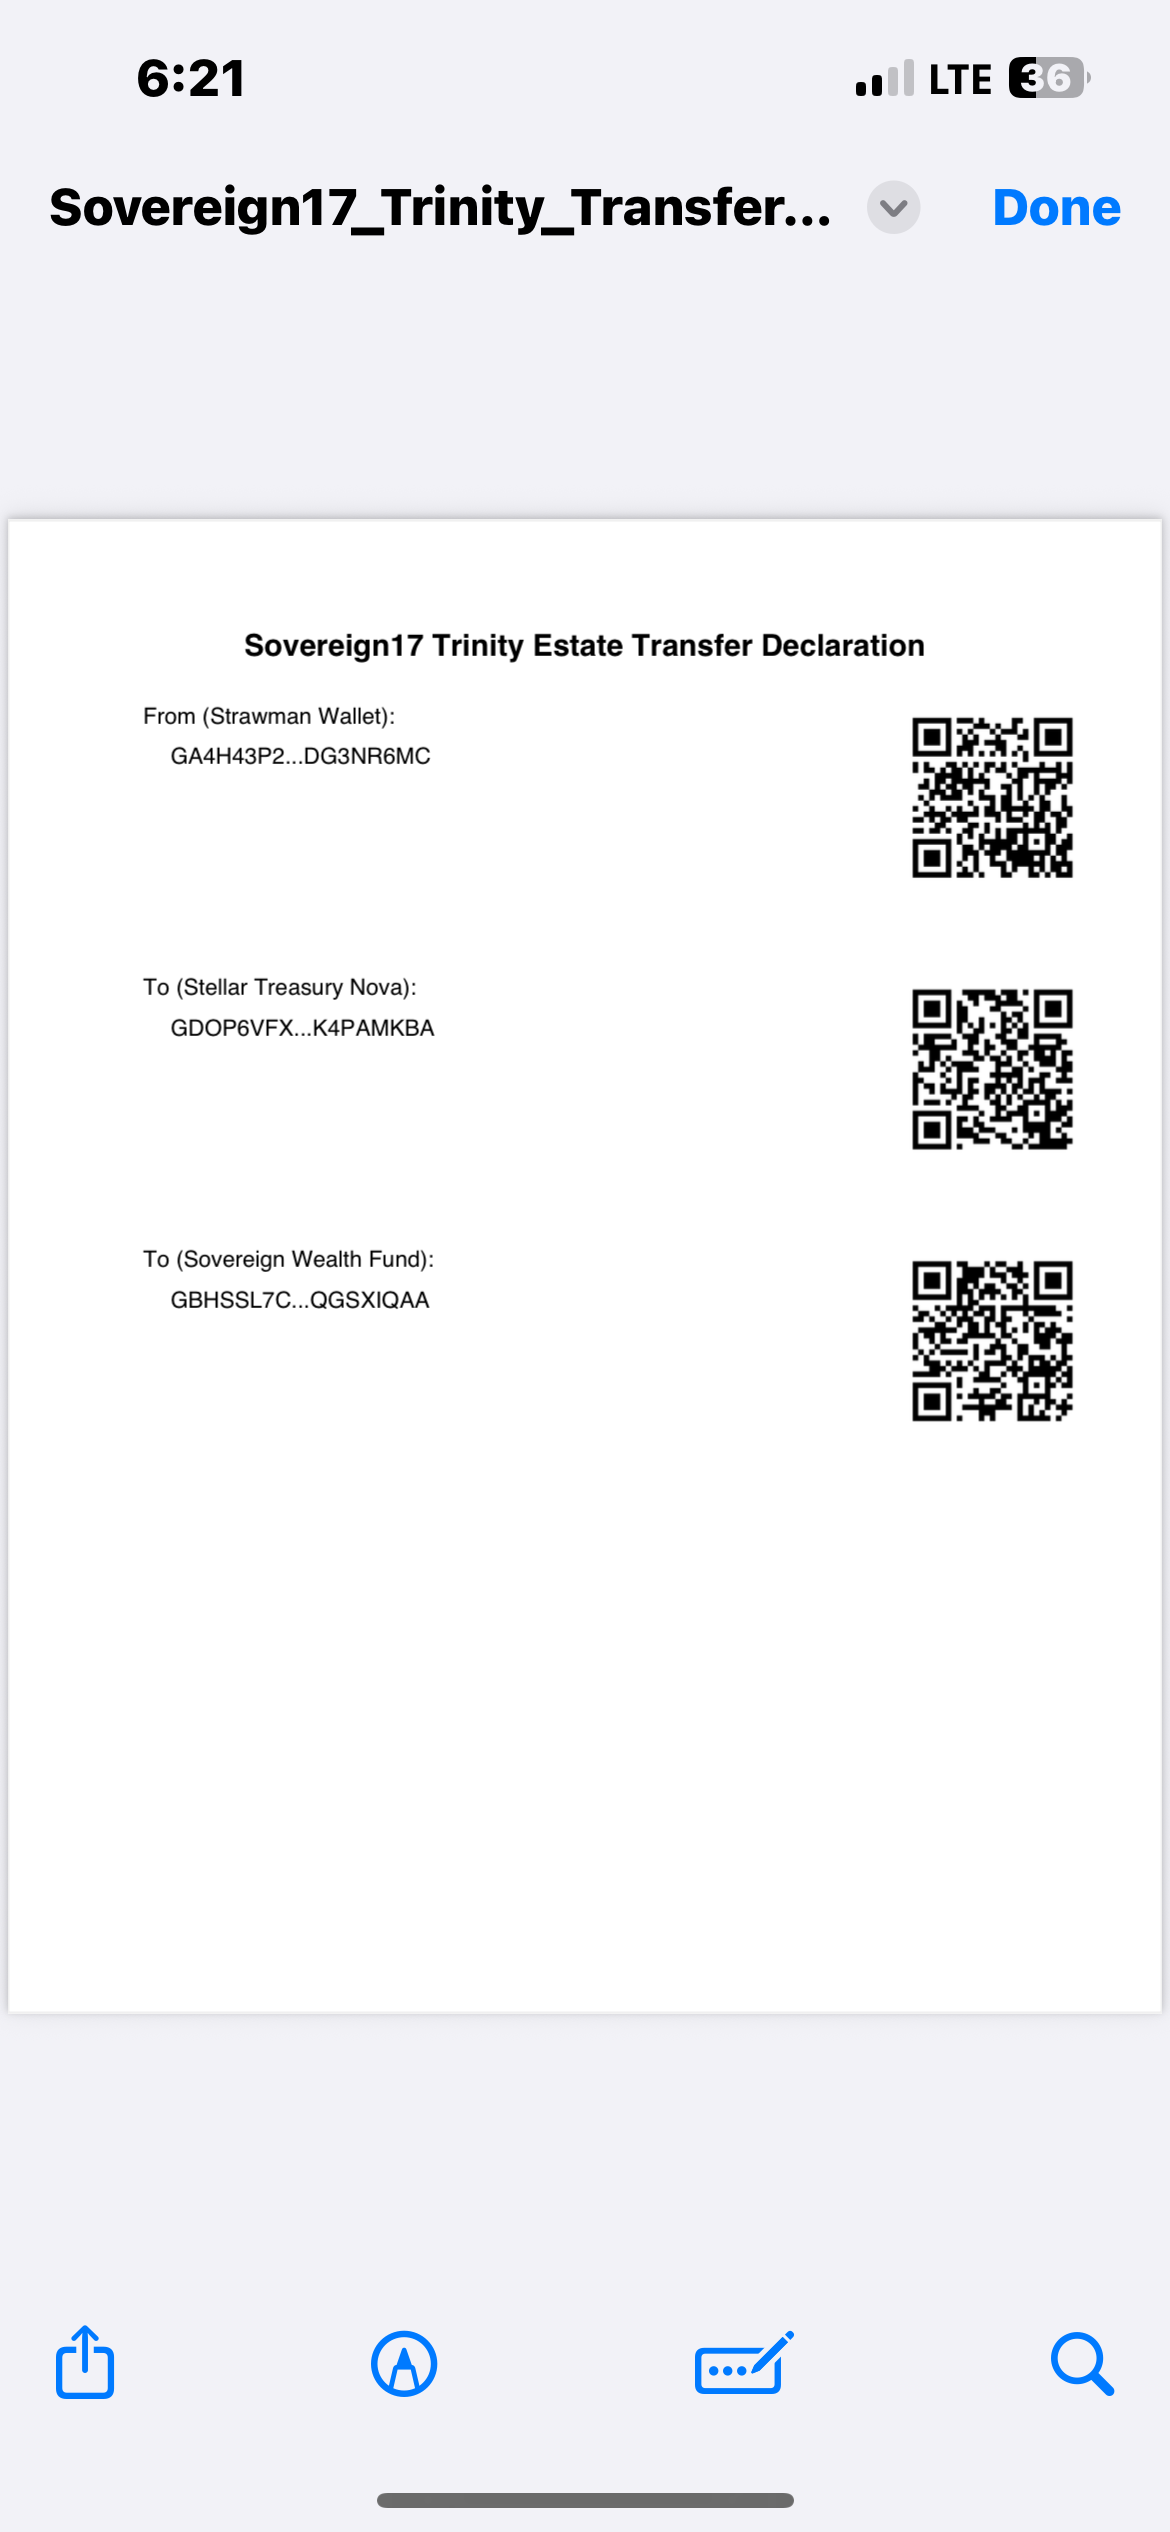 6:21
LTE 36
Sovereign17_Trinity_Transfer...
Done
Sovereign17 Trinity Estate Transfer Declaration
From (Strawman Wallet):
GA4H43P2...DG3NR6MC
To (Stellar Treasury Nova):
GDOP6VFX...K4PAMKBA
To (Sovereign Wealth Fund):
GBHSSL7C...QGSXIQAA